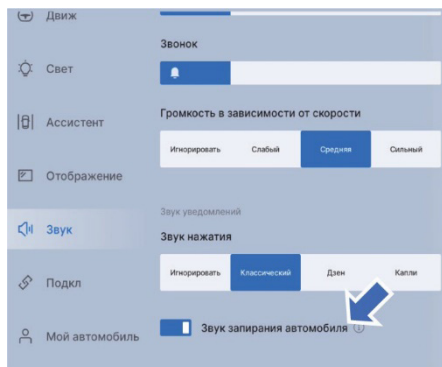 Движ
Звонок
Свет
Громкость в зависимости от скорости
Ассистент
Игнорировать Слабый Средняя Сильный
Отображение
Звук уведомлений
Звук
Звук нажатия
Игнорировать Классический Дзен Капли
Подкл
Звук запирания автомобиля
Мой автомобиль